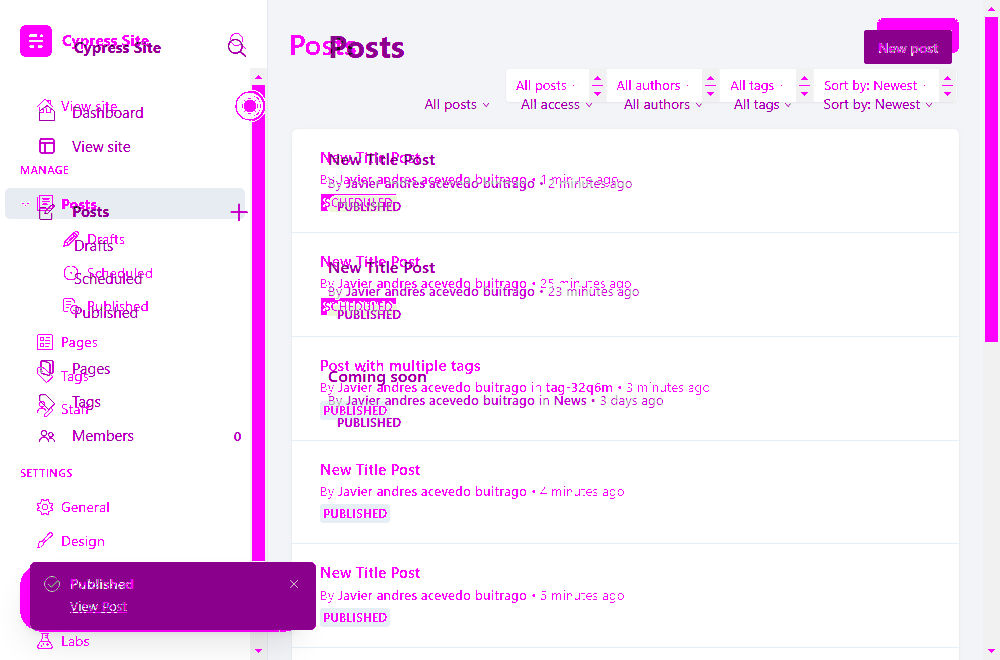 Cypress Site
Cypress Site
View site
Dashboard
View site
MANAGE
Posts
Posts
Drafts
Drafts
Scheduled
Scheduled
Published
Published
Pages
Pages
Tags
Tags
Staff
Members 0
SETTINGS
General
Design
Published
Published
View Post
Labs
Posts
Posts
New post
All posts All authors All tags Sort by: Newest
All posts All access All authors All tags Sort by: Newest
New Title Post
New Title Post
By Javier andres acevedo buitrago • 1 minute ago
By Javier andres acevedo buitrago • 2 minutes ago
SCHEDULED
PUBLISHED
New Title Post
New Title Post
By Javier andres acevedo buitrago • 25 minutes ago
By Javier andres acevedo buitrago • 23 minutes ago
SCHEDULED
PUBLISHED
Post with multiple tags
Coming soon
By Javier andres acevedo buitrago in tag-32q6m • 3 minutes ago
By Javier andres acevedo buitrago in News • 3 days ago
PUBLISHED
PUBLISHED
New Title Post
By Javier andres acevedo buitrago • 4 minutes ago
PUBLISHED
New Title Post
By Javier andres acevedo buitrago • 5 minutes ago
PUBLISHED